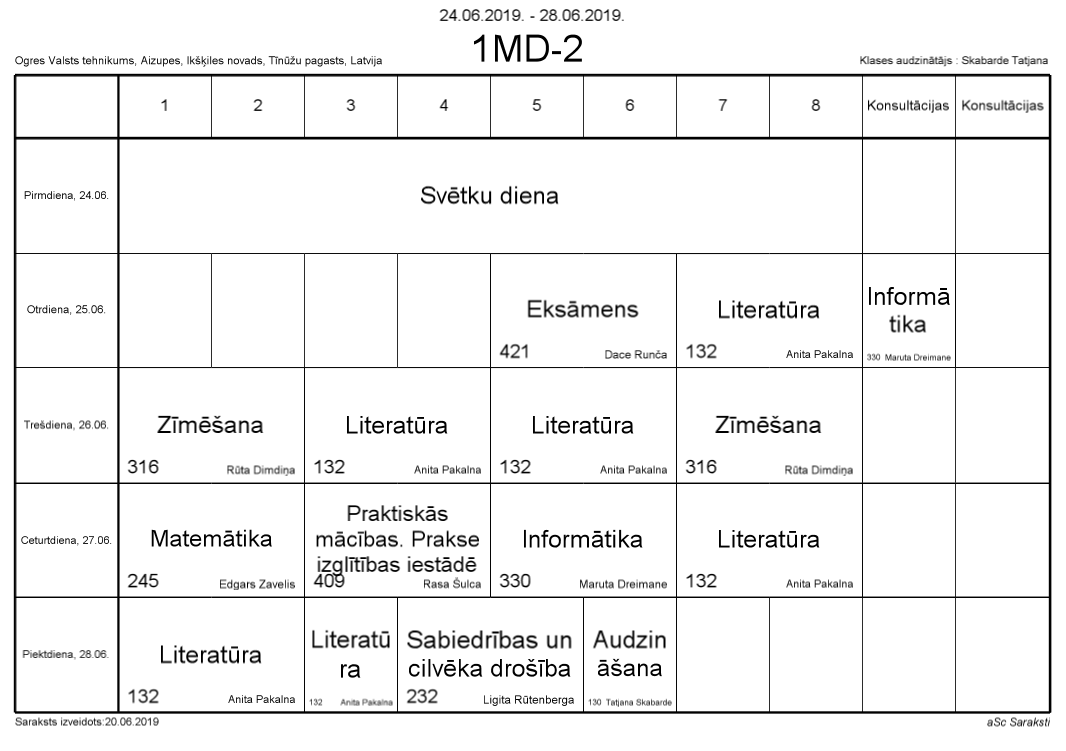 24.06.2019. - 28.06.2019.
1MD-2
Ogres Valsts tehnikums, Aizupes, Ikšķiles novads, Tīnūžu pagasts, Latvija
Klases audzinātājs : Skabarde Tatjana
1 2 3 4 5 6 7 8 Konsultācijas Konsultācijas
Pirmdiena, 24.06.
Svētku diena
Otrdiena, 25.06.
Eksāmens
421 Dace Runča
Literatūra
132 Anita Pakalna
Informā
tika
330 Maruta Dreimane
Trešdiena, 26.06.
Zīmēšana
316 Rūta Dimdiņa
Literatūra
132 Anita Pakalna
Literatūra
132 Anita Pakalna
Zīmēšana
316 Rūta Dimdiņa
Ceturtdiena, 27.06.
Matemātika
245 Edgars Zavelis
Praktiskās
mācības. Prakse
izglītības iestādē
409 Rasa Šulca
Informātika
330 Maruta Dreimane
Literatūra
132 Anita Pakalna
Piektdiena, 28.06.
Literatūra
132 Anita Pakalna
Literatū
ra
132 Anita Pakalna
Sabiedrības un
cilvēka drošība
232 Ligita Rūtenberga
Audzin
āšana
130 Tatjana Skabarde
Saraksts izveidots:20.06.2019
aSc Saraksti